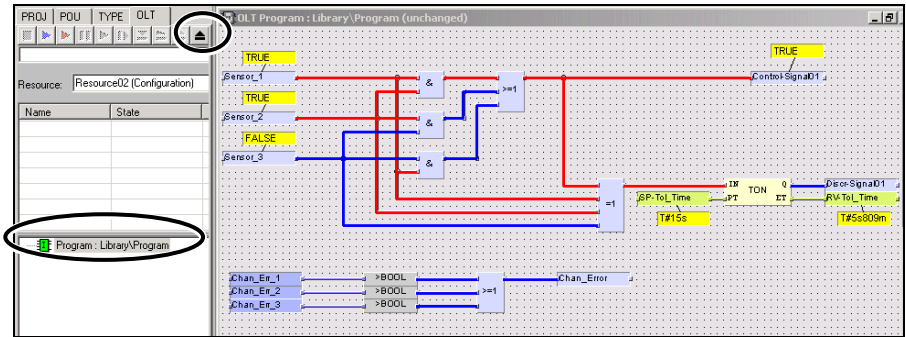 PROJ POU TYPE OLT
OLT Program : Library\Program (unchanged)
Resource: Resource02 (Configuration)
Name State
Program : Library\Program
TRUE
Sensor_1
TRUE
Sensor_2
FALSE
Sensor_3
&
&
&
>=1
TRUE
Control-Signal01
=1
SP-Tol_Time
T#15s
IN TON Q
PT ET
Discr-Signal01
RV-Tol_Time
T#5s809m
Chan_Err_1 >BOOL
Chan_Err_2 >BOOL
Chan_Err_3 >BOOL
>=1
Chan_Error